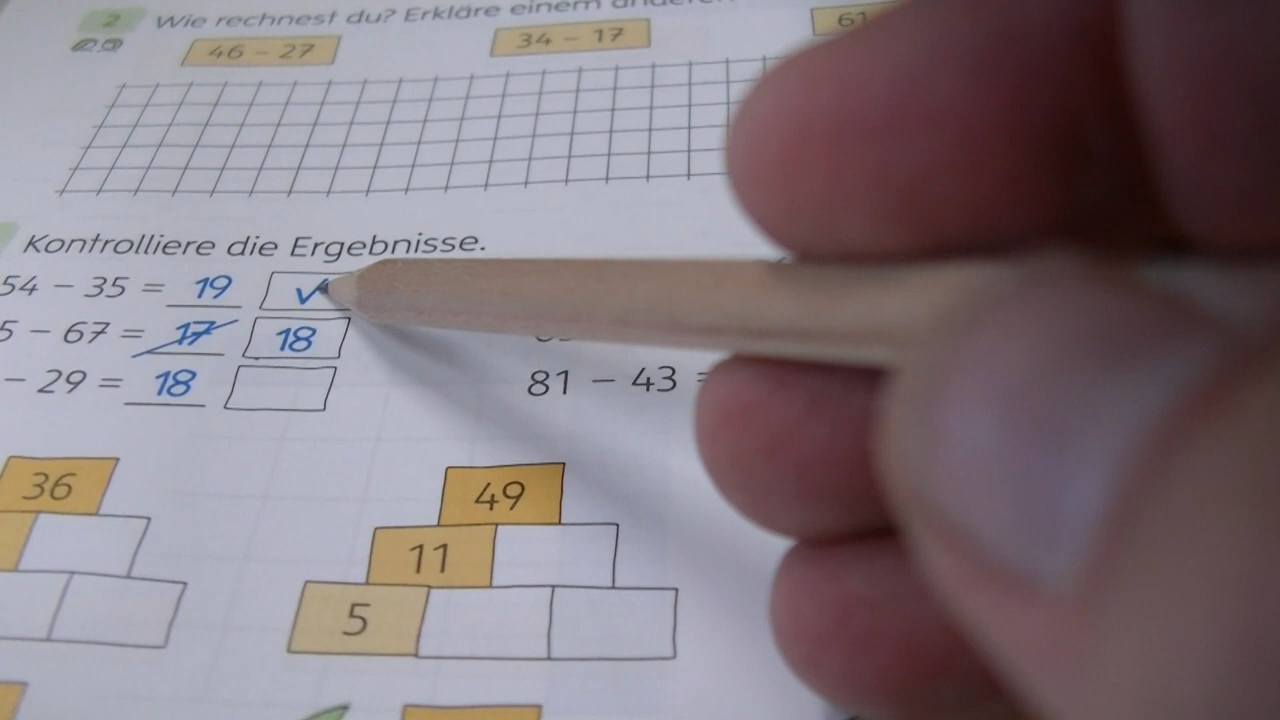 2 Wie rechnest du? Erkläre einem
46 - 27 34 - 17 61
Kontrolliere die Ergebnisse.
54 - 35 = 19 ✓
5 - 67 = 17 18
- 29 = 18
81 - 43 =
36
49
11
5